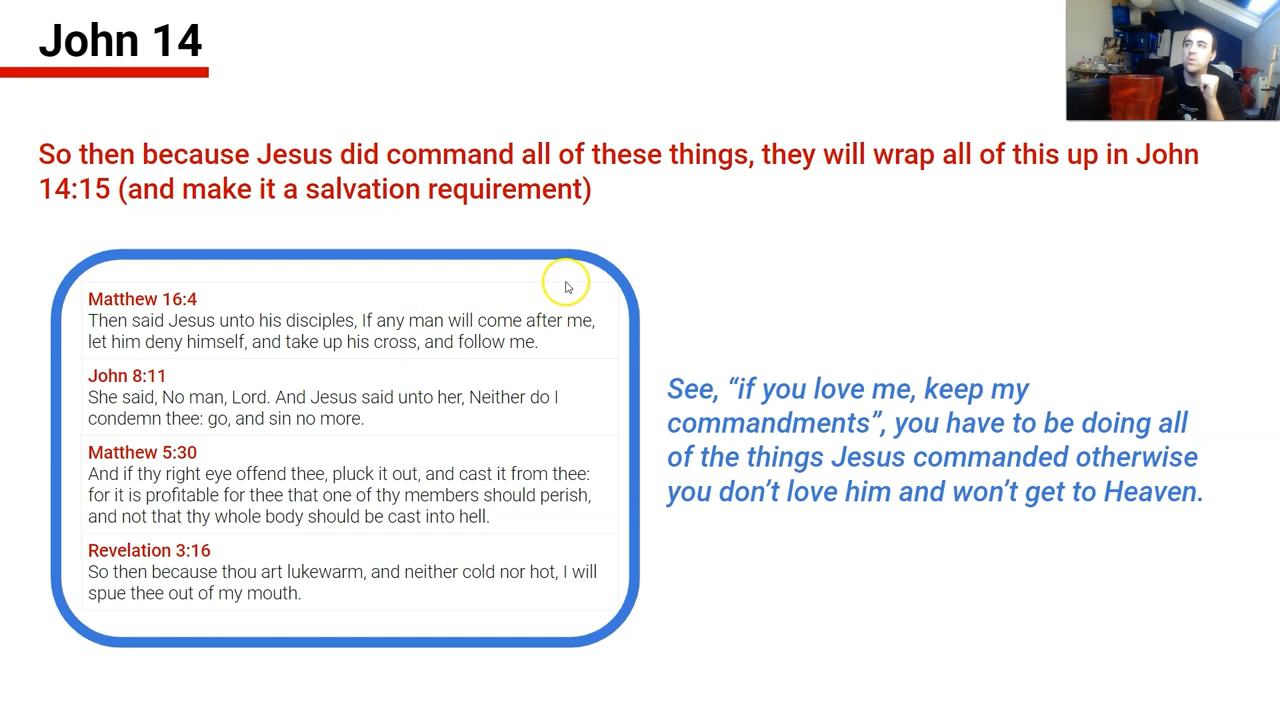 John 14
So then because Jesus did command all of these things, they will wrap all of this up in John
14:15 (and make it a salvation requirement)
Matthew 16:4
Then said Jesus unto his disciples, If any man will come after me,
let him deny himself, and take up his cross, and follow me.
John 8:11
She said, No man, Lord. And Jesus said unto her, Neither do I
condemn thee: go, and sin no more.
Matthew 5:30
And if thy right eye offend thee, pluck it out, and cast it from thee:
for it is profitable for thee that one of thy members should perish,
and not that thy whole body should be cast into hell.
Revelation 3:16
So then because thou art lukewarm, and neither cold nor hot, I will
spue thee out of my mouth.
See, “if you love me, keep my
commandments”, you have to be doing all
of the things Jesus commanded otherwise
you don’t love him and won’t get to Heaven.